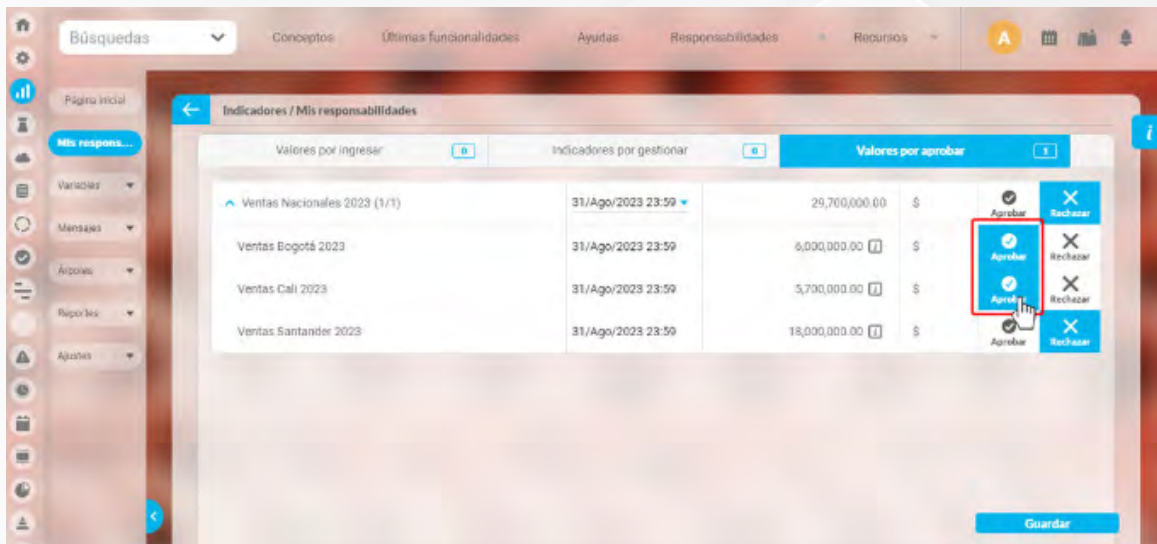 Búsquedas Conceptos Últimas funcionalidades Ayudas Responsabilidades Recursos A
Página inicial
Indicadores / Mis responsabilidades
i
Mis respons...
Valores por ingresar 0 Indicadores por gestionar 0 Valores por aprobar 1
Variables
Ventas Nacionales 2023 (1/1) 31/Ago/2023 23:59 29,700,000.00 $ Aprobar Rechazar
Mensajes
Ventas Bogotá 2023 31/Ago/2023 23:59 6,000,000.00 i $ Aprobar Rechazar
Árboles
Ventas Cali 2023 31/Ago/2023 23:59 5,700,000.00 i $ Aprobar Rechazar
Reportes
Ventas Santander 2023 31/Ago/2023 23:59 18,000,000.00 i $ Aprobar Rechazar
Ajustes
Guardar